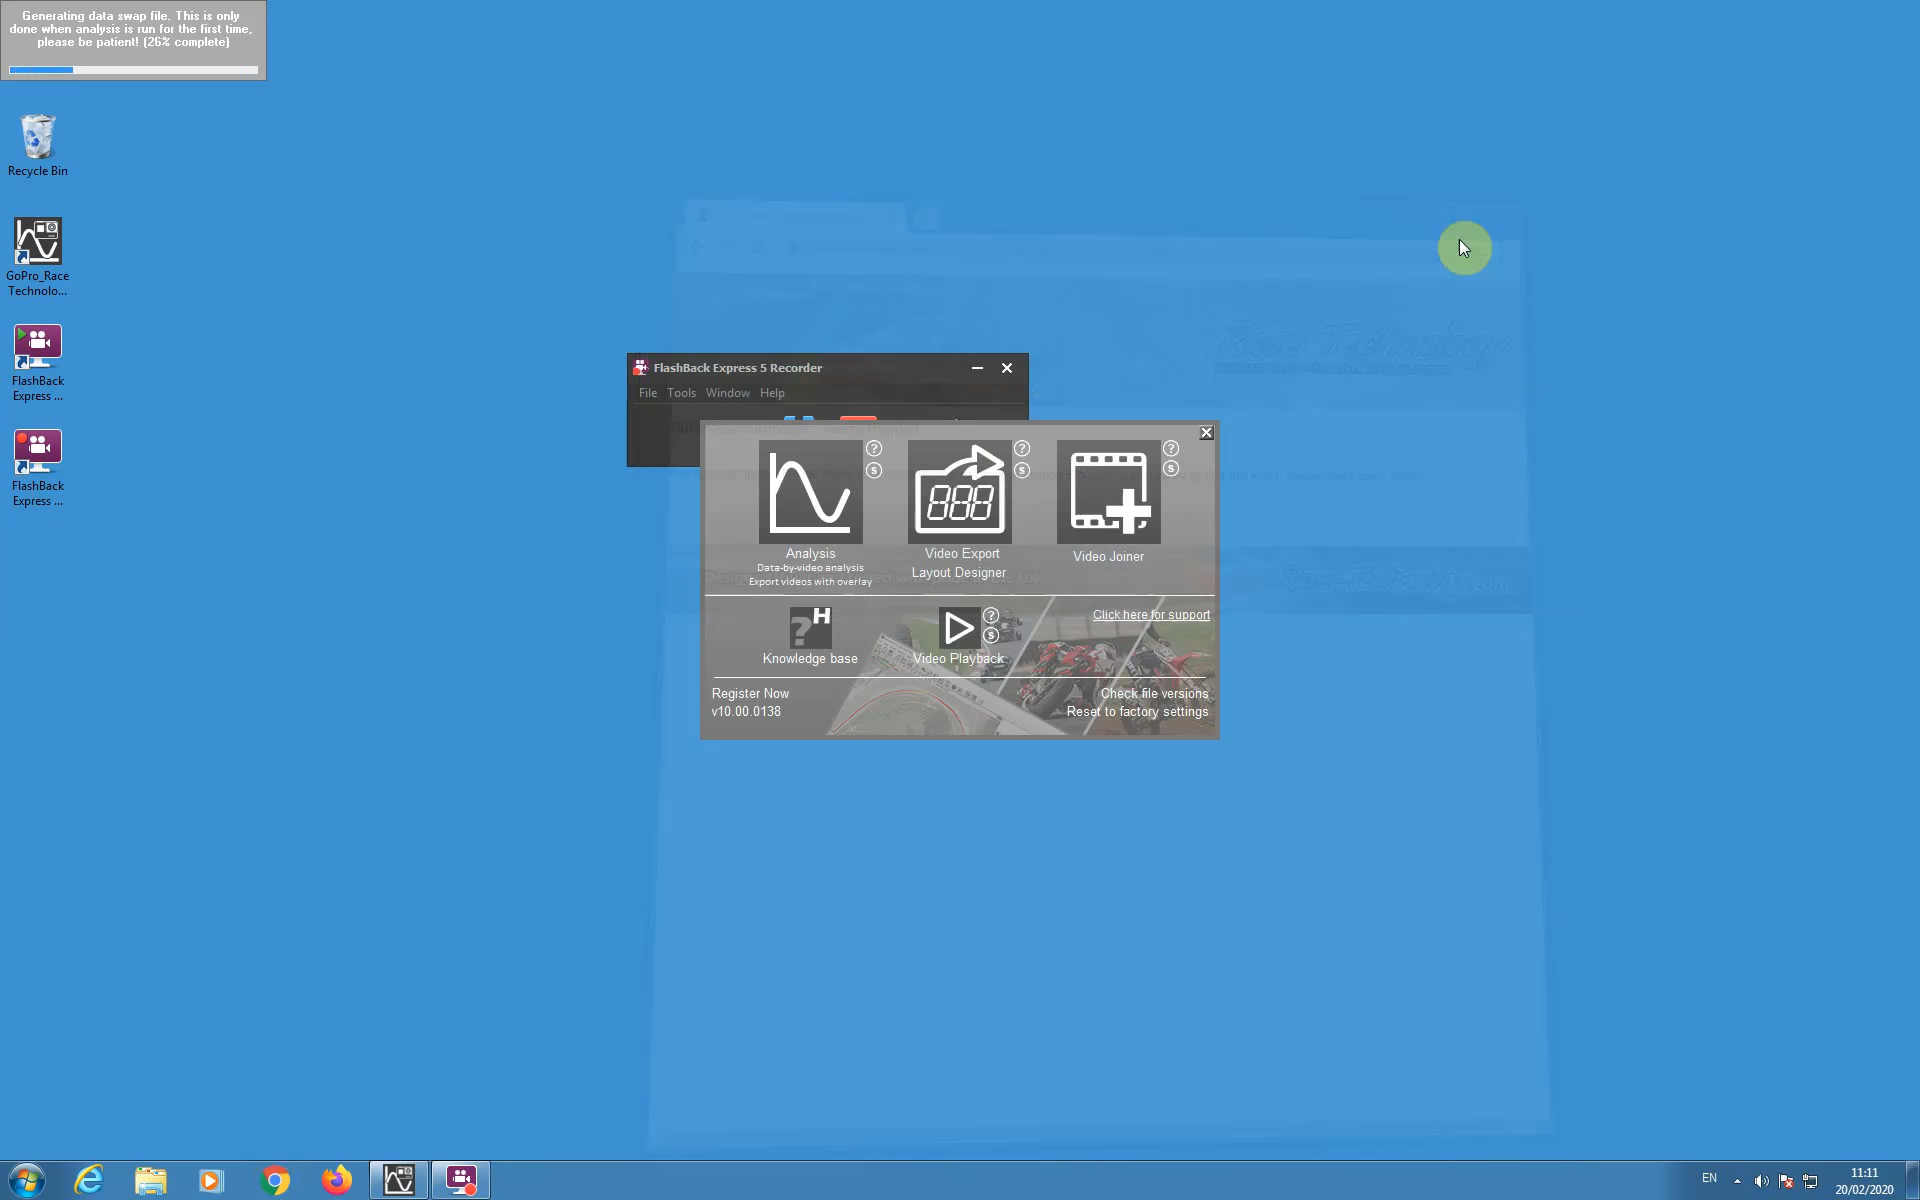 Generating data swap file. This is only
done when analysis is run for the first time,
please be patient! (26% complete)
Recycle Bin
GoPro_Race
Technolo...
FlashBack
Express ...
FlashBack
Express ...
FlashBack Express 5 Recorder
File Tools Window Help
Analysis
Data-by-video analysis
Export videos with overlay
Video Export
Layout Designer
888
Video Joiner
? S
? S
? S
?H
Knowledge base
Video Playback
? S
Click here for support
Register Now
v10.00.0138
Check file versions
Reset to factory settings
EN
11:11
20/02/2020